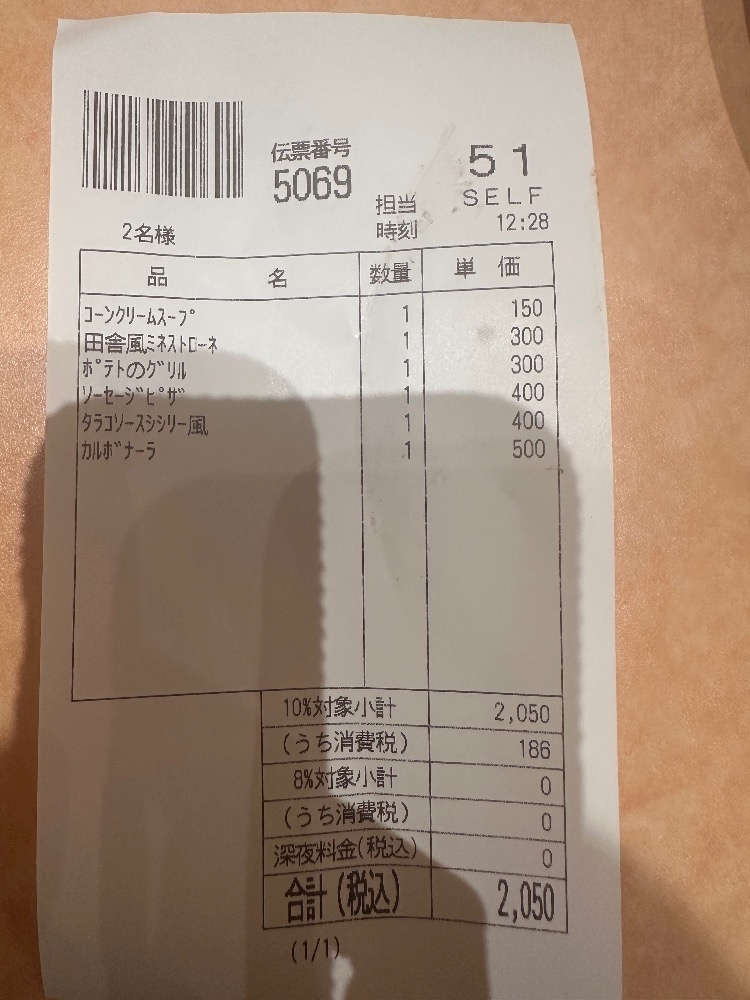 伝票番号 51
5069 担当 SELF
2名様 時刻 12:28
品 名 数量 単 価
コーンクリームスープ 1 150
田舎風ミネストローネ 1 300
ポテトのグリル 1 300
ソーセージピザ 1 400
タラコソースシシリー風 1 400
カルボナーラ 1 500
10%対象小計 2,050
(うち消費税) 186
8%対象小計 0
(うち消費税) 0
深夜料金(税込) 0
合計(税込) 2,050
(1/1)